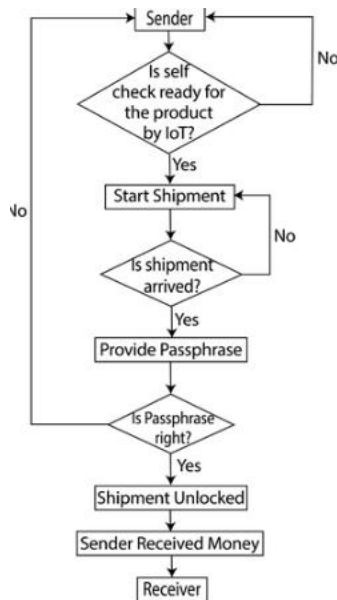 Sender
No
Is self
check ready for
the product
by IoT?
Yes
Start Shipment
No
No
Is shipment
arrived?
Yes
Provide Passphrase
Is Passphrase
right?
Yes
Shipment Unlocked
Sender Received Money
Receiver